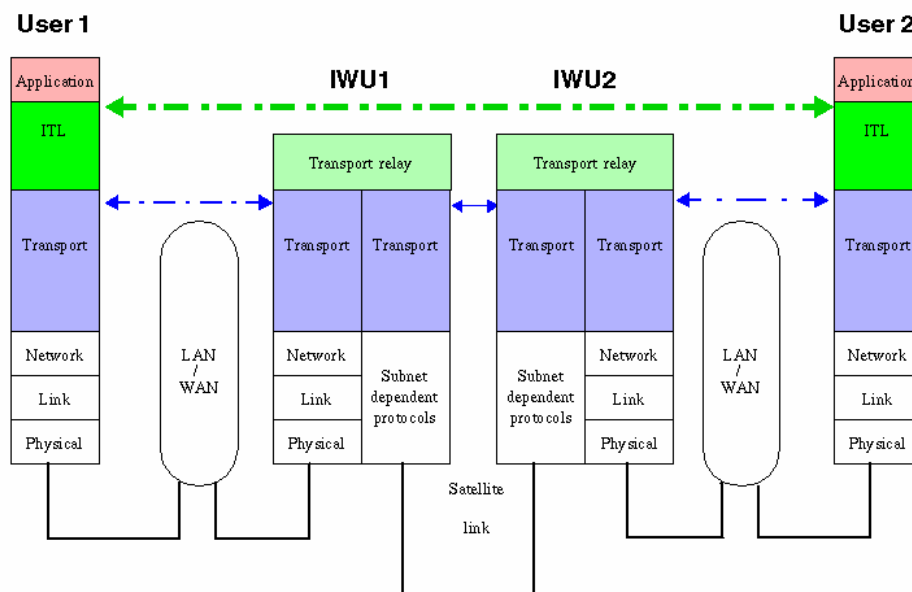 User 1
User 2
IWU1
IWU2
Application
ITL
Transport
Network
Link
Physical
LAN
/
WAN
Transport relay
Transport
Transport
Network
Link
Physical
Subnet
dependent
protocols
Satellite
link
Transport relay
Transport
Transport
Subnet
dependent
protocols
Network
Link
Physical
LAN
/
WAN
Application
ITL
Transport
Network
Link
Physical